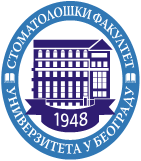 СТОМАТОЛОШКИ ФАКУЛТЕТ
УНИВЕРЗИТЕТА У БЕОГРАДУ
1948